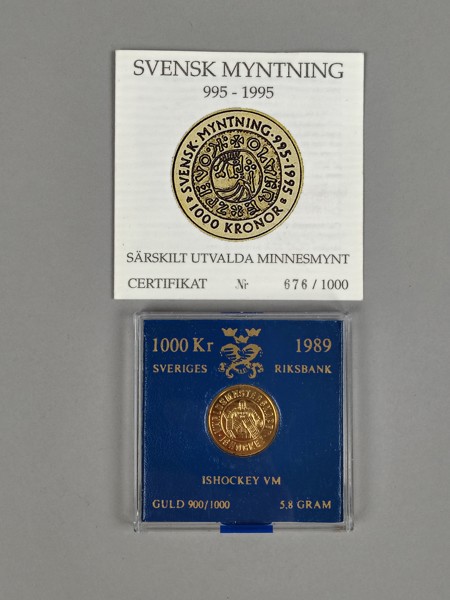 SVENSK MYNTNING
995 - 1995
SVENSK·MYNTNING·995·1995
1000 KRONOR
SÄRSKILT UTVALDA MINNESMYNT
CERTIFIKAT Nr 676 / 1000
1000 Kr 1989
SVERIGES RIKSBANK
ISHOCKEY VM
GULD 900/1000 5.8 GRAM